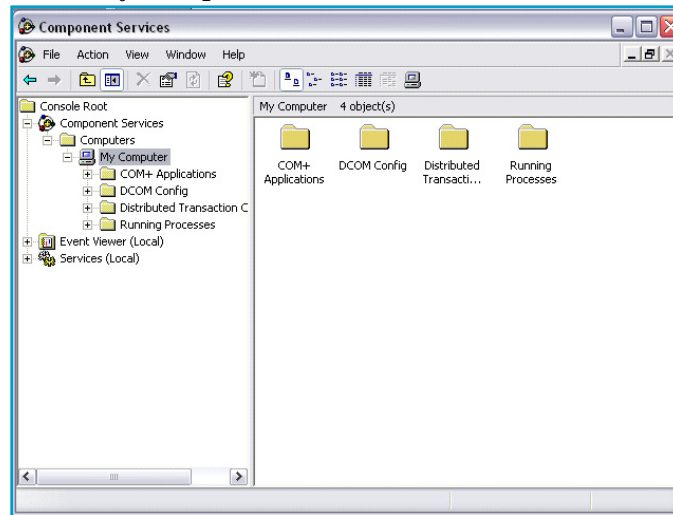 Component Services
File Action View Window Help
Console Root
Component Services
Computers
My Computer
COM+ Applications
DCOM Config
Distributed Transaction C
Running Processes
Event Viewer (Local)
Services (Local)
My Computer 4 object(s)
COM+
Applications
DCOM Config
Distributed
Transacti...
Running
Processes